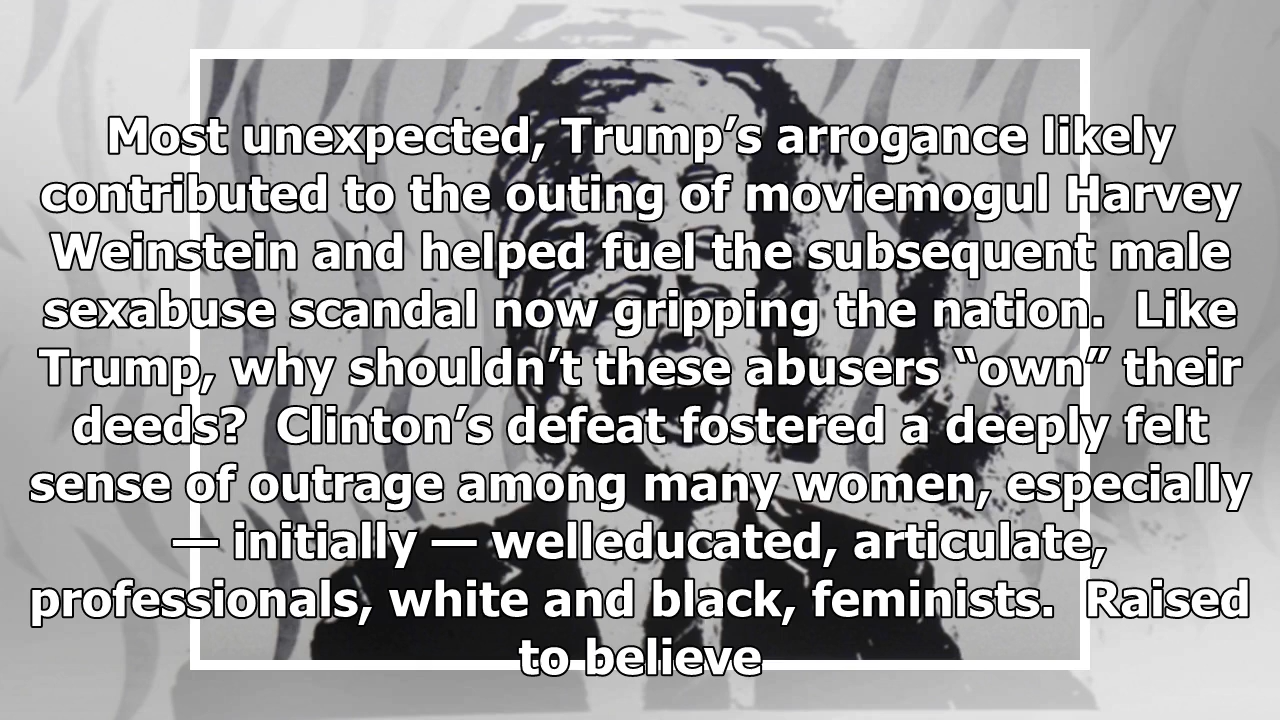 Most unexpected, Trump’s arrogance likely
contributed to the outing of moviemogul Harvey
Weinstein and helped fuel the subsequent male
sexabuse scandal now gripping the nation.  Like
Trump, why shouldn’t these abusers “own” their
deeds?  Clinton’s defeat fostered a deeply felt
sense of outrage among many women, especially
— initially — welleducated, articulate,
professionals, white and black, feminists.  Raised
to believe